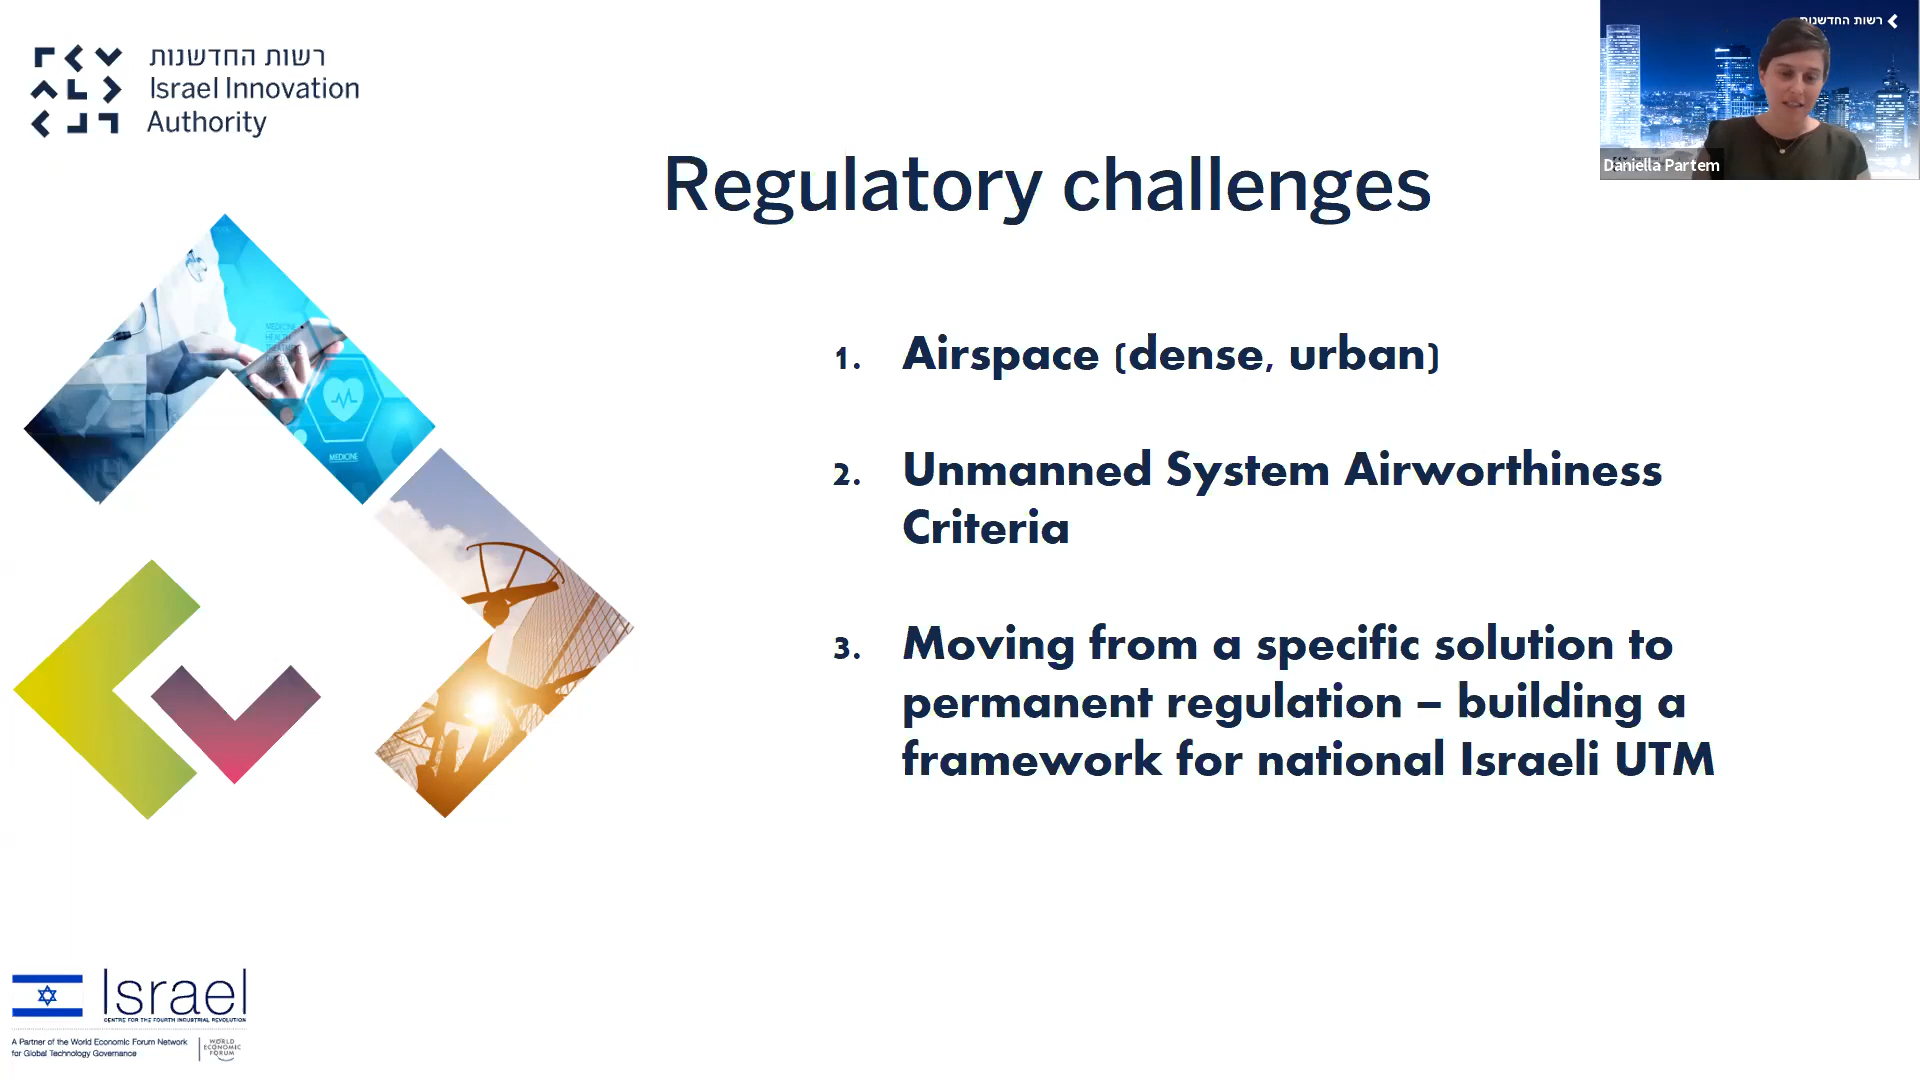 רשות החדשנות
Israel Innovation
Authority
רשות החדשנות
Daniella Partem
Regulatory challenges
1. Airspace (dense, urban)
2. Unmanned System Airworthiness
Criteria
3. Moving from a specific solution to
permanent regulation – building a
framework for national Israeli UTM
MEDICINE
HEALTH
MEDICINE
Israel
CENTRE FOR THE FOURTH INDUSTRIAL REVOLUTION
A Partner of the World Economic Forum Network
for Global Technology Governance
WORLD
ECONOMIC
FORUM